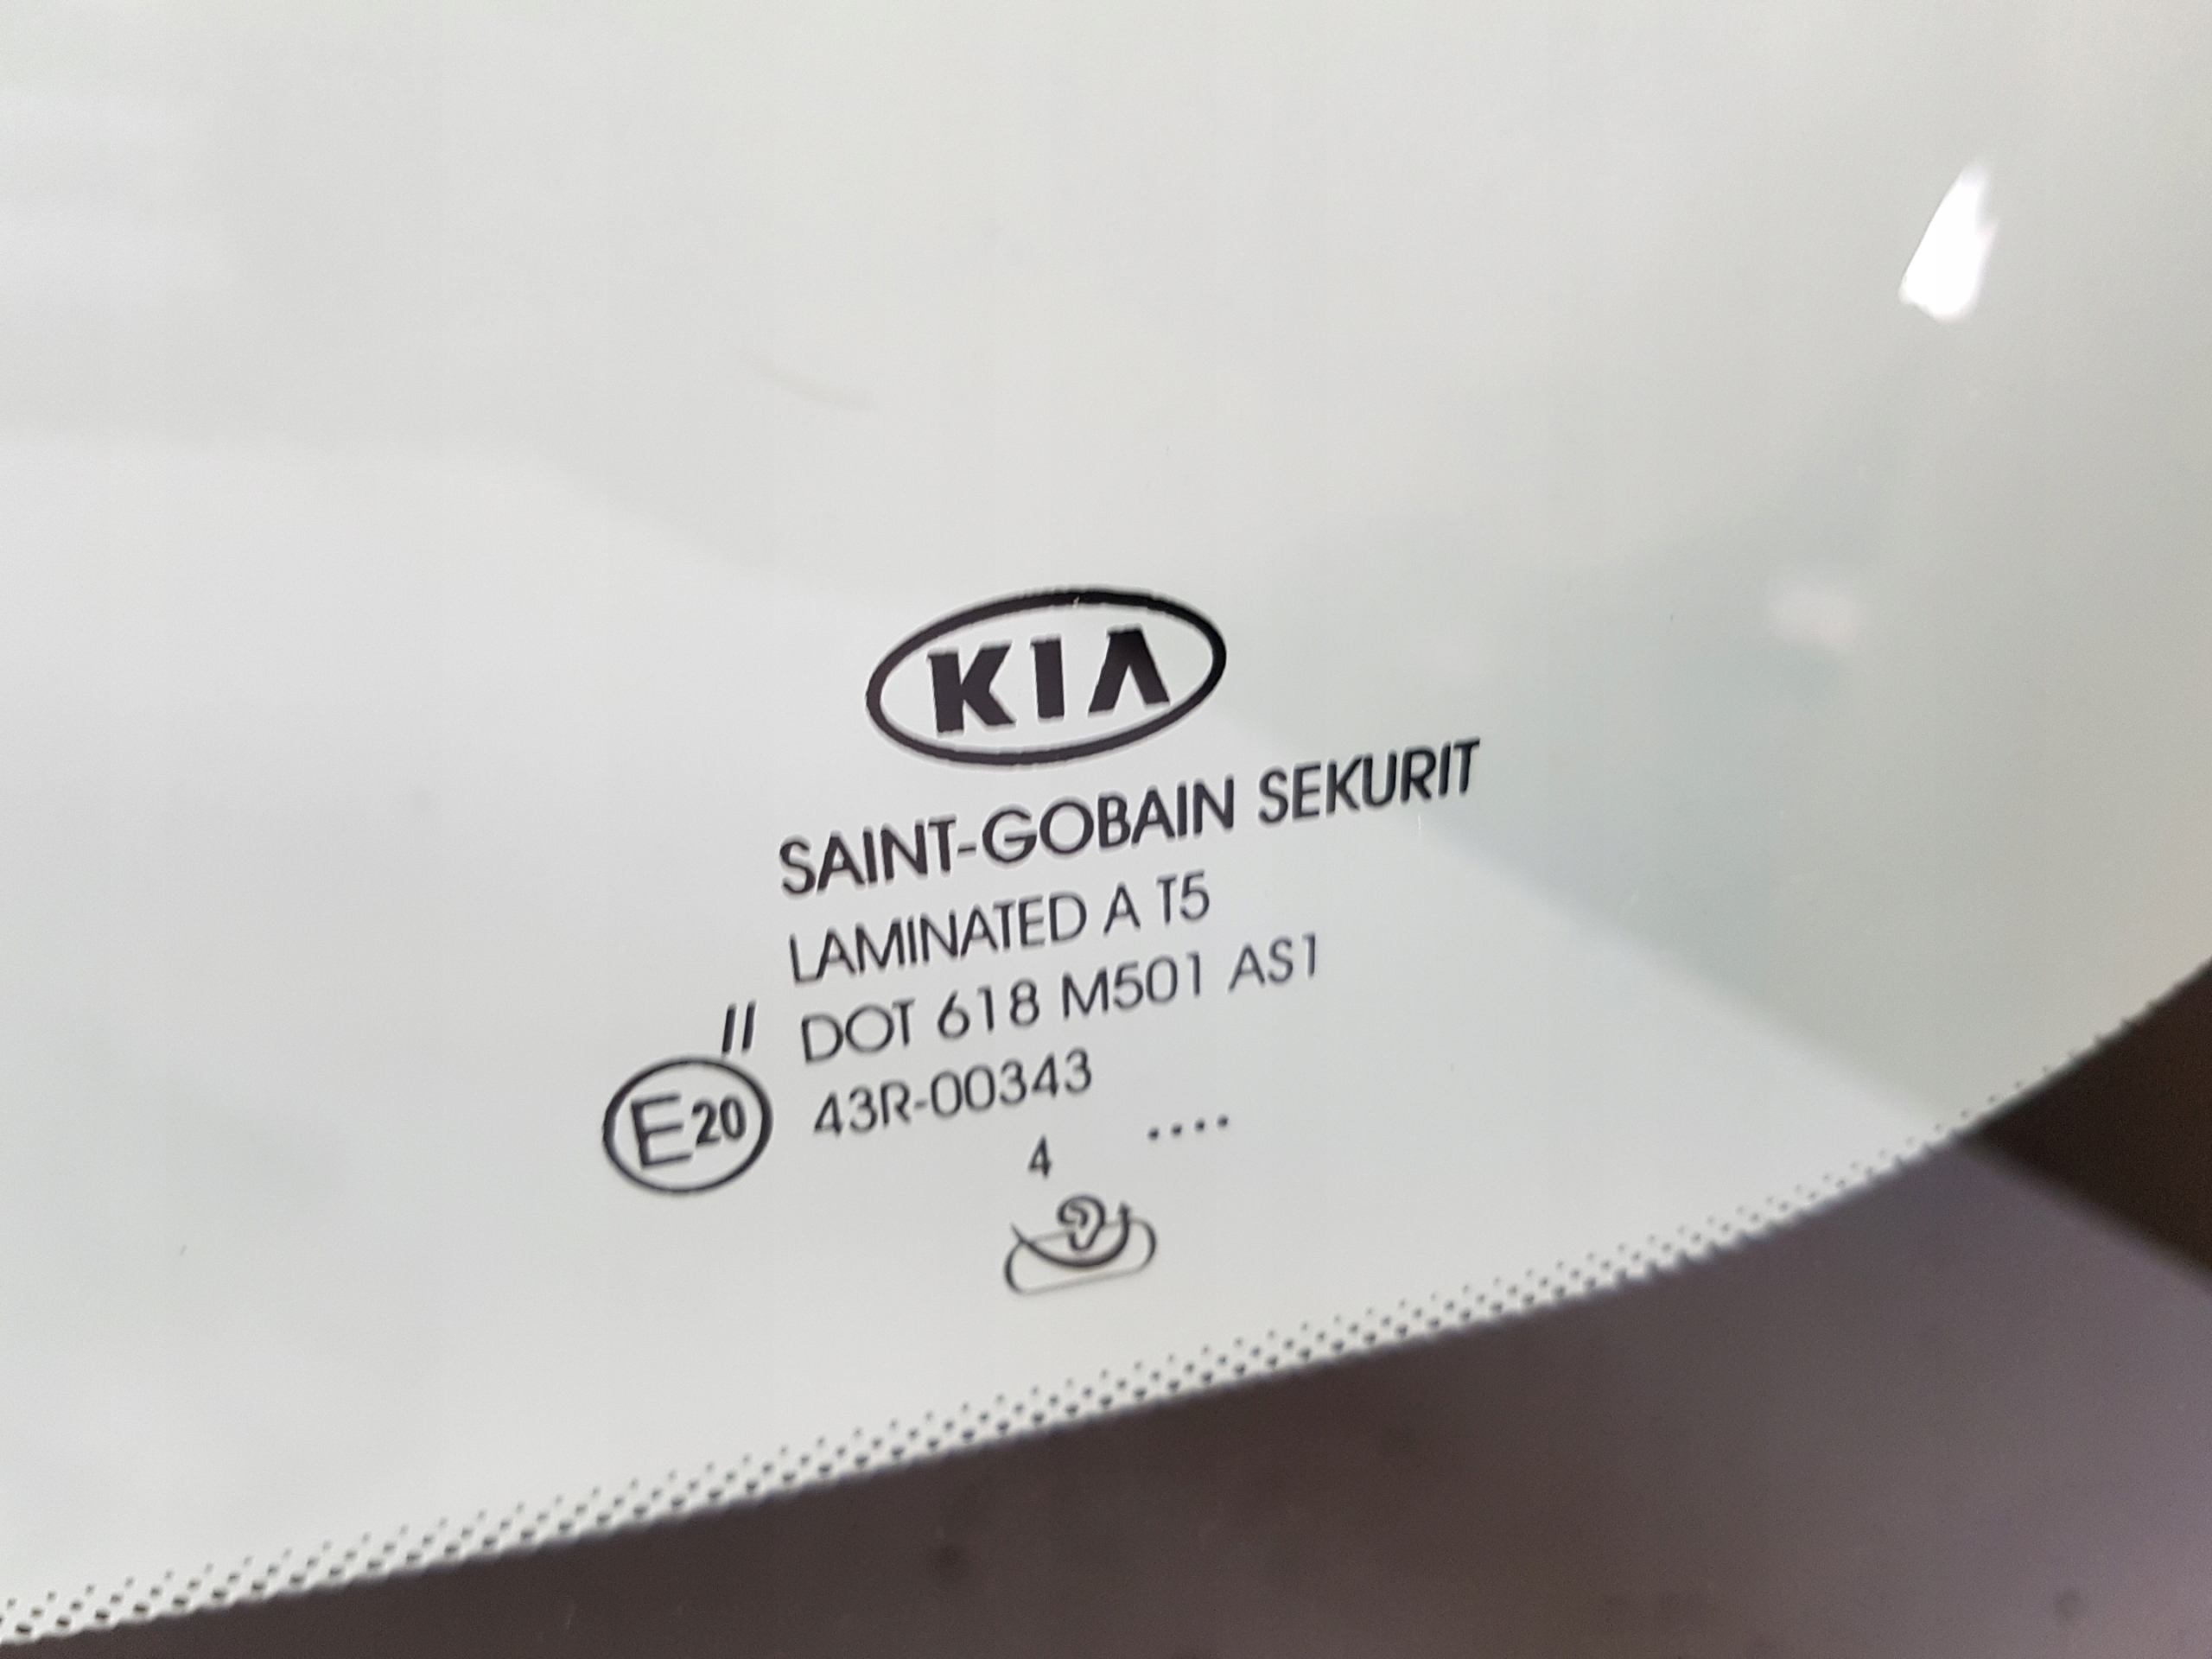 KIA
SAINT-GOBAIN SEKURIT
LAMINATED A T5
II DOT 618 M501 AS1
E20 43R-00343
4 ....